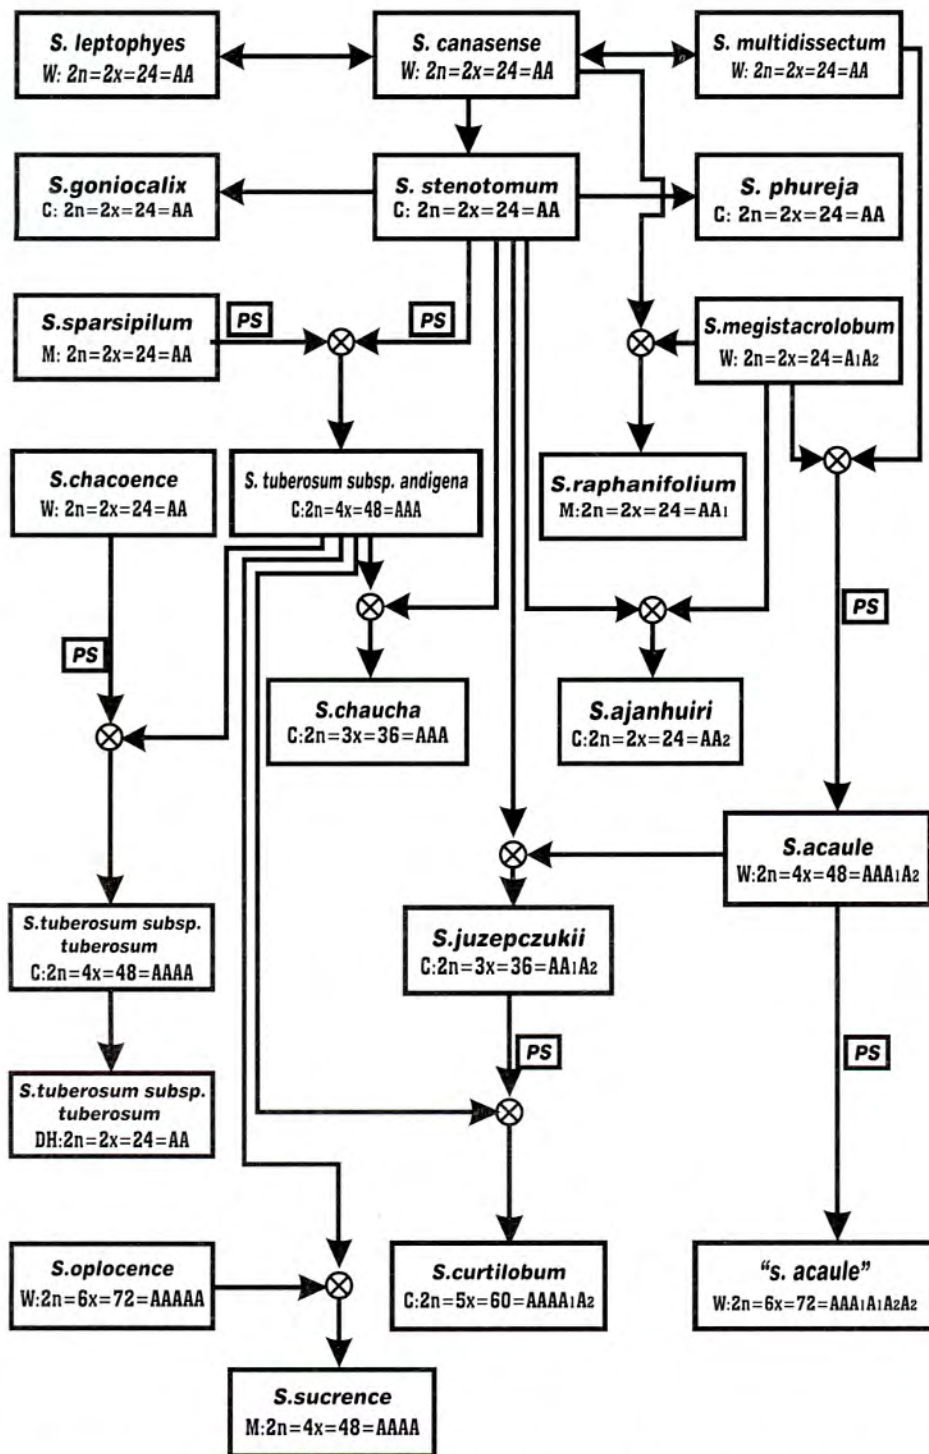 S. leptophyes
W: 2n=2x=24=AA
S. canasense
W: 2n=2x=24=AA
S. multidissectum
W: 2n=2x=24=AA
S.goniocalix
C: 2n=2x=24=AA
S. stenotomum
C: 2n=2x=24=AA
S. phureja
C: 2n=2x=24=AA
S.sparsipilum
M: 2n=2x=24=AA
PS
PS
S.megistacrolobum
W: 2n=2x=24=A₁A₂
S.chacoence
W: 2n=2x=24=AA
S. tuberosum subsp. andigena
C:2n=4x=48=AAA
S.raphanifolium
M:2n=2x=24=AA₁
PS
PS
S.chaucha
C:2n=3x=36=AAA
S.ajanhuiri
C:2n=2x=24=AA₂
S.acaule
W:2n=4x=48=AAA₁A₂
S.tuberosum subsp.
tuberosum
C:2n=4x=48=AAAA
S.juzepczukii
C:2n=3x=36=AA₁A₂
PS
PS
S.tuberosum subsp.
tuberosum
DH:2n=2x=24=AA
S.oplocence
W:2n=6x=72=AAAAA
S.curtilobum
C:2n=5x=60=AAAA₁A₂
“s. acaule”
W:2n=6x=72=AAA₁A₁A₂A₂
S.sucrence
M:2n=4x=48=AAAA